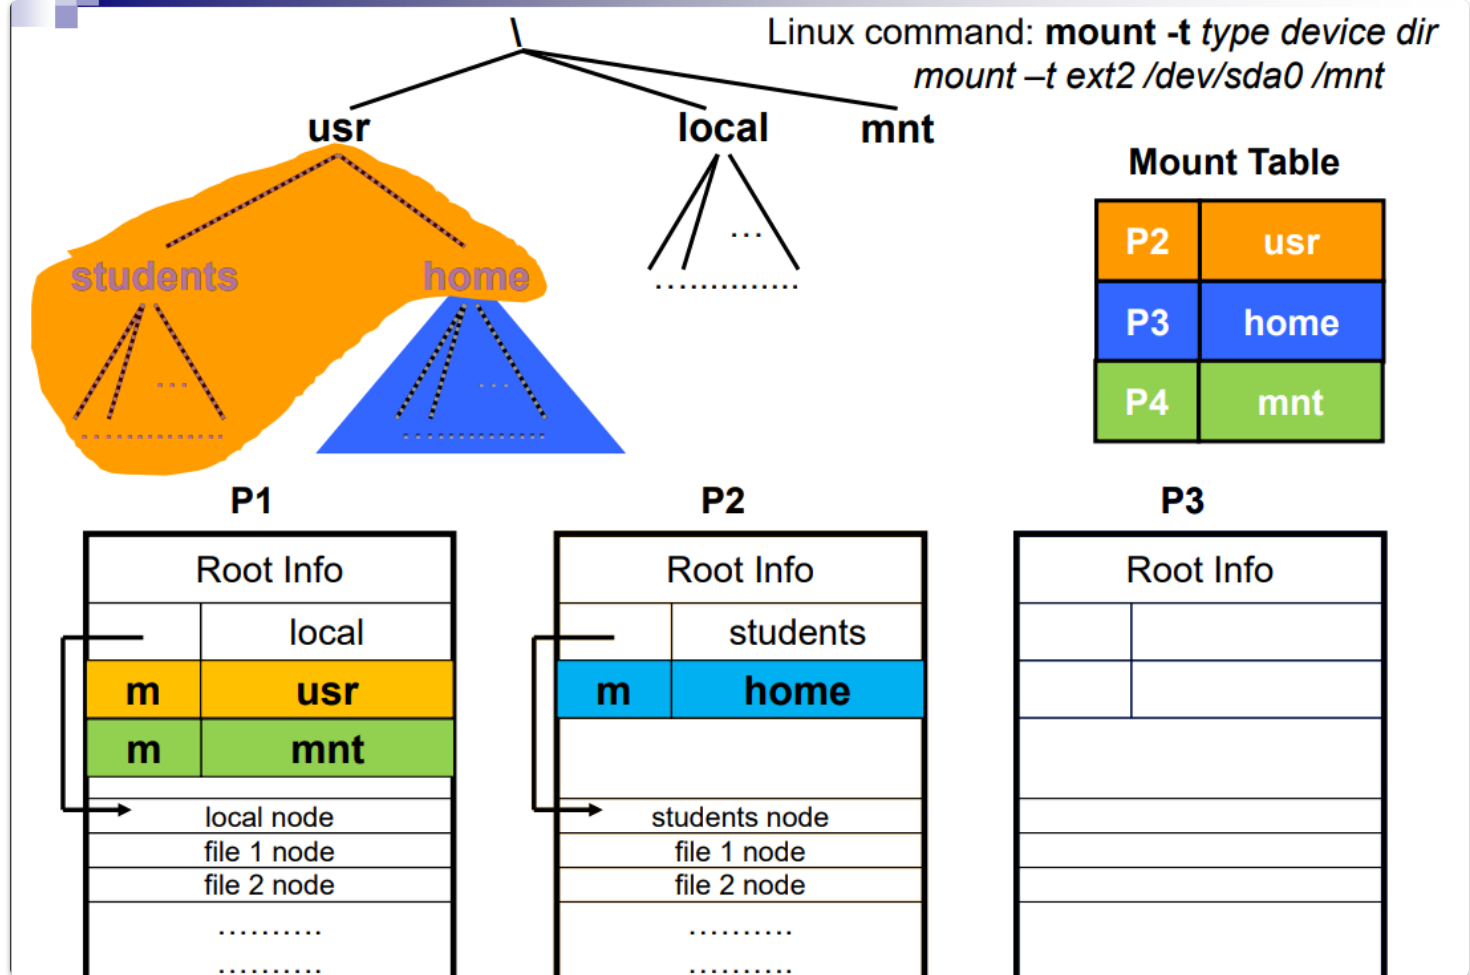 \
Linux command: mount -t type device dir
mount –t ext2 /dev/sda0 /mnt
usr
local
mnt
Mount Table
P2 usr
P3 home
P4 mnt
students
home
...
..............
...
..............
...
..............
P1
Root Info
local
m usr
m mnt
local node
file 1 node
file 2 node
..........
..........
P2
Root Info
students
m home
students node
file 1 node
file 2 node
..........
..........
P3
Root Info